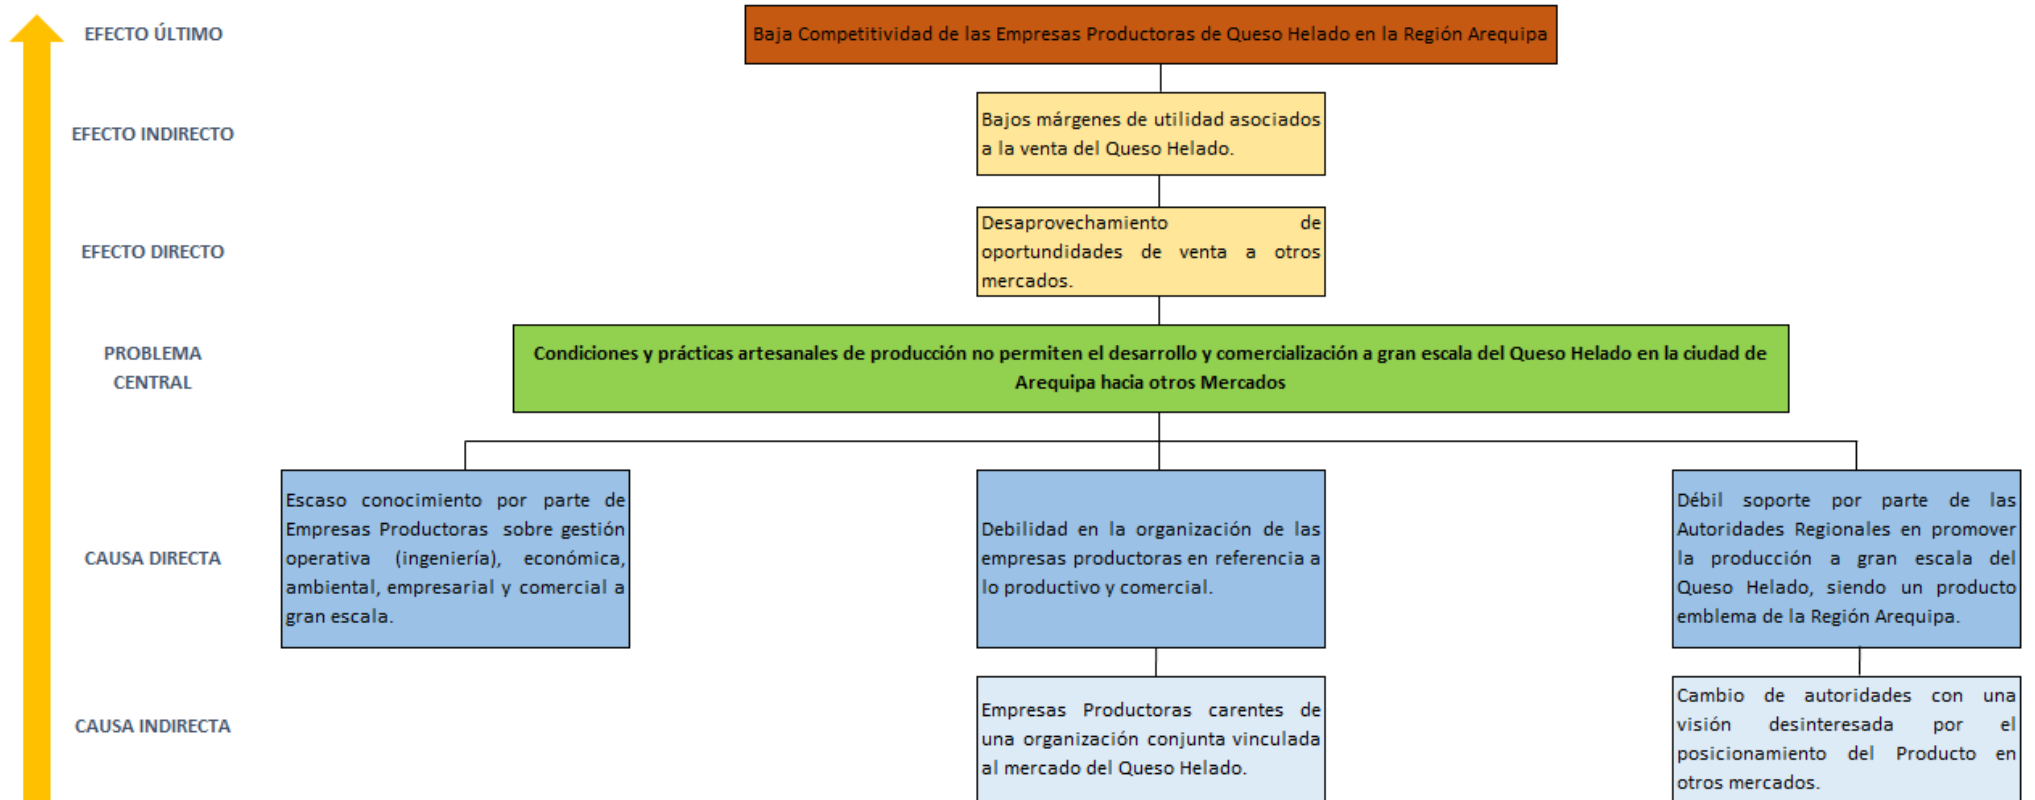 EFECTO ÚLTIMO
Baja Competitividad de las Empresas Productoras de Queso Helado en la Región Arequipa
EFECTO INDIRECTO
Bajos márgenes de utilidad asociados
a la venta del Queso Helado.
EFECTO DIRECTO
Desaprovechamiento de
oportundidades de venta a otros
mercados.
PROBLEMA
CENTRAL
Condiciones y prácticas artesanales de producción no permiten el desarrollo y comercialización a gran escala del Queso Helado en la ciudad de
Arequipa hacia otros Mercados
CAUSA DIRECTA
Escaso conocimiento por parte de
Empresas Productoras sobre gestión
operativa (ingeniería), económica,
ambiental, empresarial y comercial a
gran escala.
Debilidad en la organización de las
empresas productoras en referencia a
lo productivo y comercial.
Débil soporte por parte de las
Autoridades Regionales en promover
la producción a gran escala del
Queso Helado, siendo un producto
emblema de la Región Arequipa.
CAUSA INDIRECTA
Empresas Productoras carentes de
una organización conjunta vinculada
al mercado del Queso Helado.
Cambio de autoridades con una
visión desinteresada por el
posicionamiento del Producto en
otros mercados.